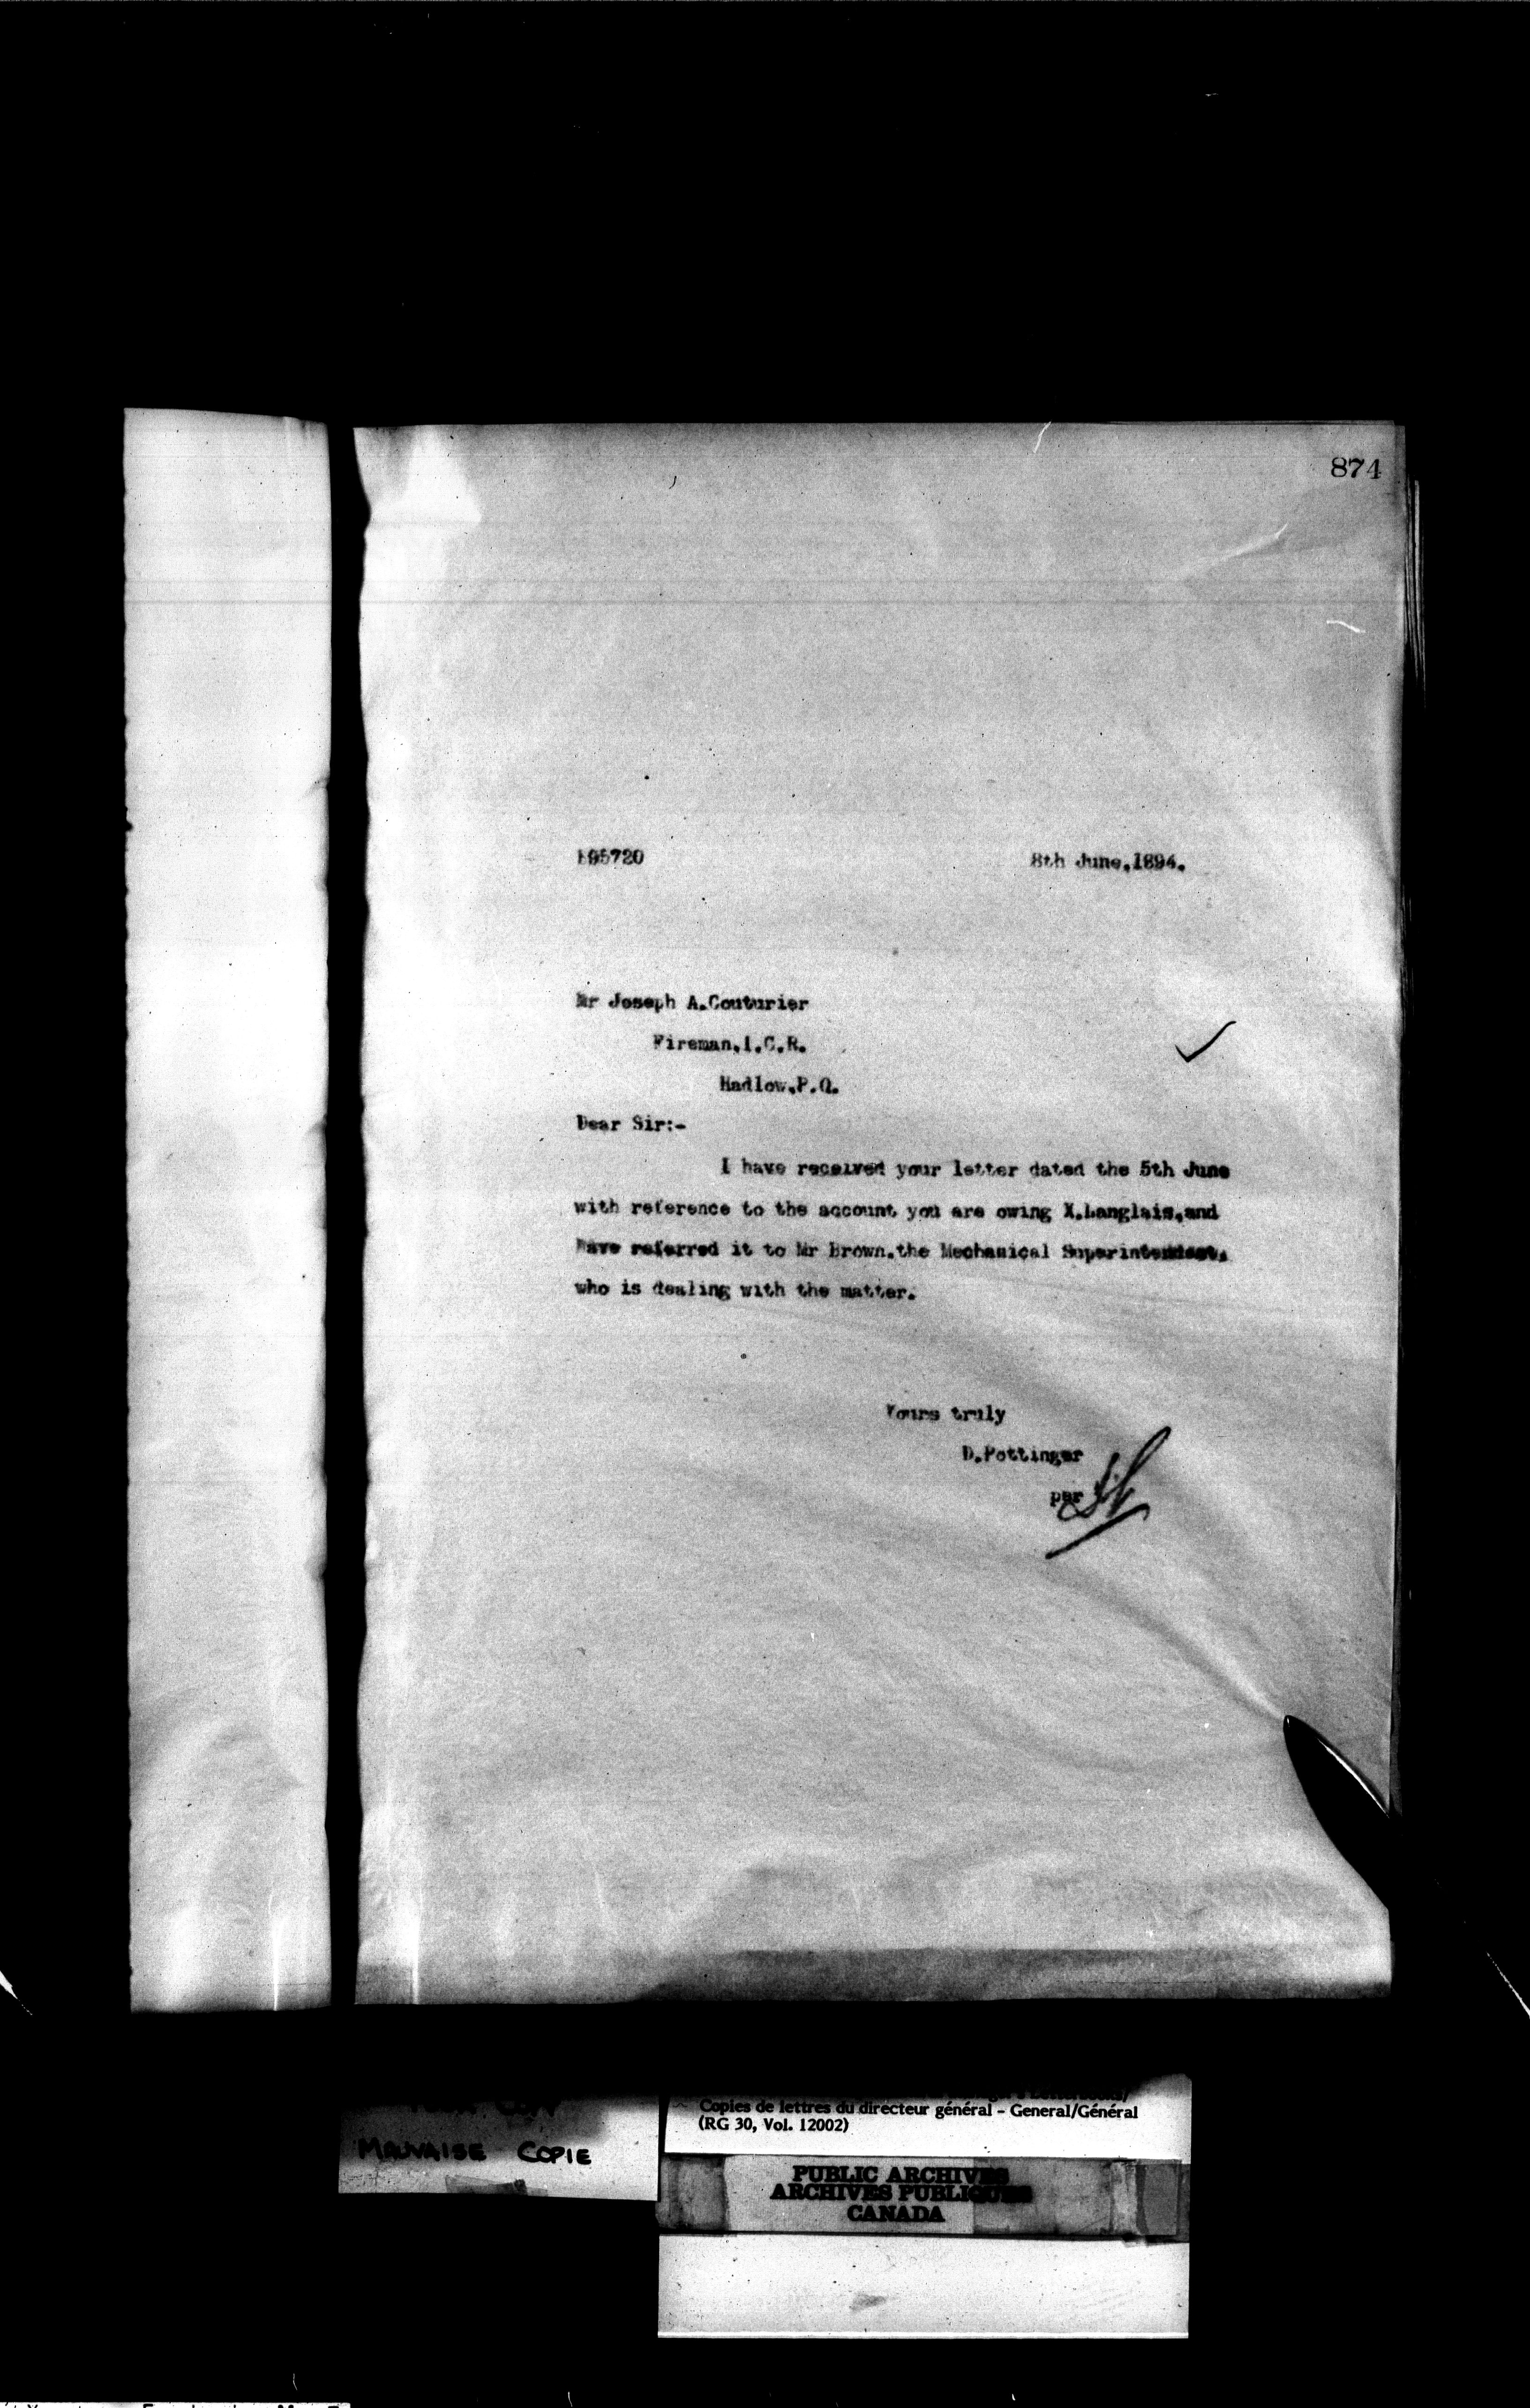 874
8th June,1894.
Mr Joseph A.Couturier
Fireman,I.C.R.
Hadlow,P.Q.
Dear Sir:-
I have received your letter dated the 5th June
with reference to the account you are owing X.Langlais,and
have referred it to Mr Brown,the Mechanical Superintendent,
who is dealing with the matter.
Yours truly
D.Pottinger
per
MAUVAISE COPIE
Copies de lettres du directeur général - General/Général
(RG 30, Vol. 12002)
PUBLIC ARCHIVES
ARCHIVES PUBLIQUES
CANADA